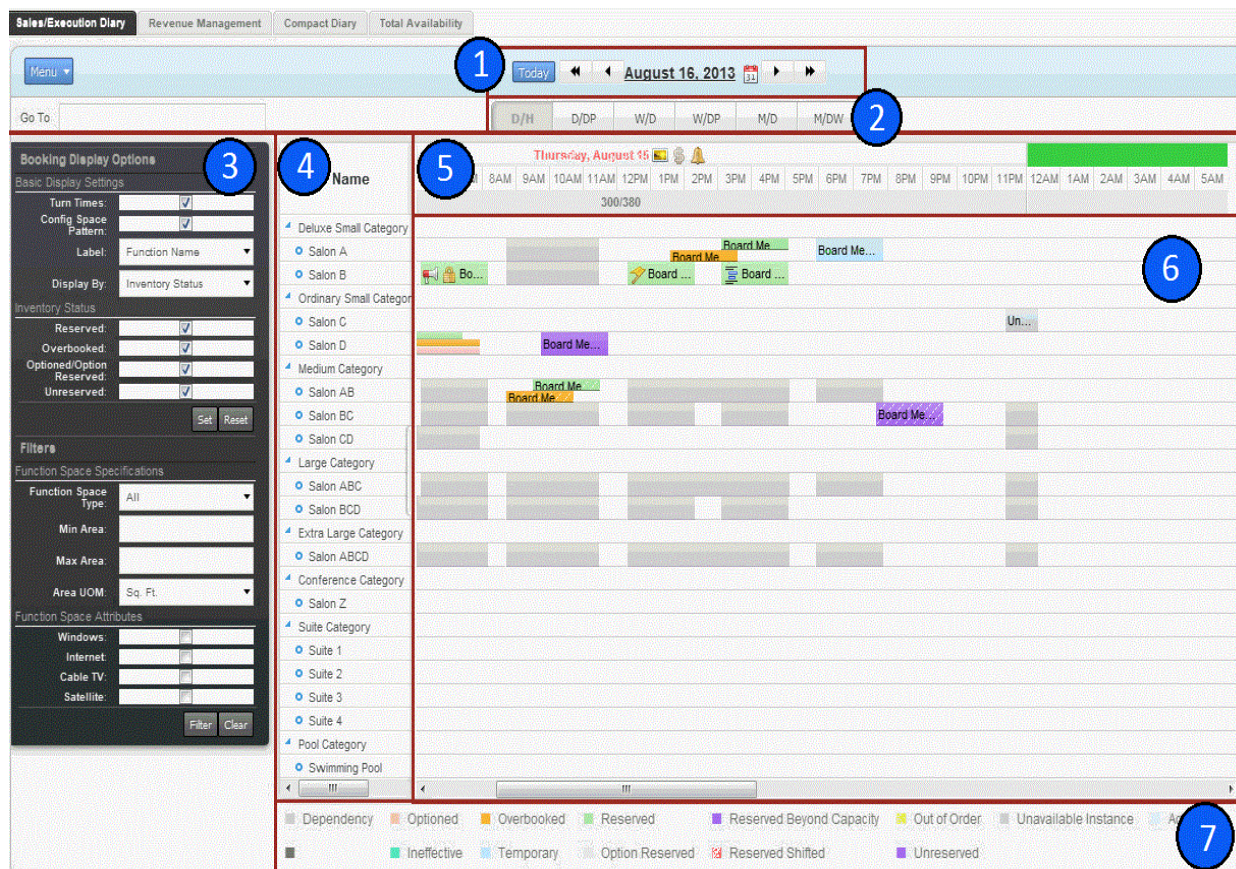 Sales/Execution Diary Revenue Management Compact Diary Total Availability
Menu
1
Today August 16, 2013 31
Go To
D/H D/DP W/D W/DP M/D M/DW
2
3
Booking Display Options
Basic Display Settings
Turn Times:
Config Space Pattern:
Label: Function Name
Display By: Inventory Status
Inventory Status
Reserved:
Overbooked:
Optioned/Option Reserved:
Unreserved:
Set Reset
Filters
Function Space Specifications
Function Space Type: All
Min Area:
Max Area:
Area UOM: Sq. Ft.
Function Space Attributes
Windows:
Internet:
Cable TV:
Satellite:
Filter Clear
4
Name
5
Thursday, August 15
8AM 9AM 10AM 11AM 12PM 1PM 2PM 3PM 4PM 5PM 6PM 7PM 8PM 9PM 10PM 11PM 12AM 1AM 2AM 3AM 4AM 5AM
300/380
6
Deluxe Small Category
Salon A Board Me Board Me Board Me...
Salon B Bo... Board ... Board ...
Ordinary Small Categor
Salon C Un...
Salon D Board Me...
Medium Category
Salon AB Board Me Board Me
Salon BC Board Me...
Salon CD
Large Category
Salon ABC
Salon BCD
Extra Large Category
Salon ABCD
Conference Category
Salon Z
Suite Category
Suite 1
Suite 2
Suite 3
Suite 4
Pool Category
Swimming Pool
Dependency Optioned Overbooked Reserved Reserved Beyond Capacity Out of Order Unavailable Instance
Ineffective Temporary Option Reserved Reserved Shifted Unreserved
7